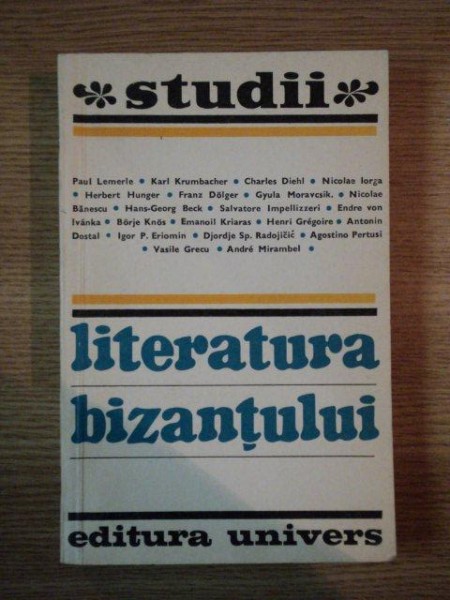 studii
Paul Lemerle • Karl Krumbacher • Charles Diehl • Nicolae Iorga
• Herbert Hunger • Franz Dölger • Gyula Moravcsik. • Nicolae
Bănescu • Hans-Georg Beck • Salvatore Impellizzeri • Endre von
Ivánka • Börje Knös • Emanoil Kriaras • Henri Grégoire • Antonin
Dostal • Igor P. Eriomin • Djordje Sp. Radojičić • Agostino Pertusi
• Vasile Grecu • André Mirambel •
literatura
bizanțului
editura univers